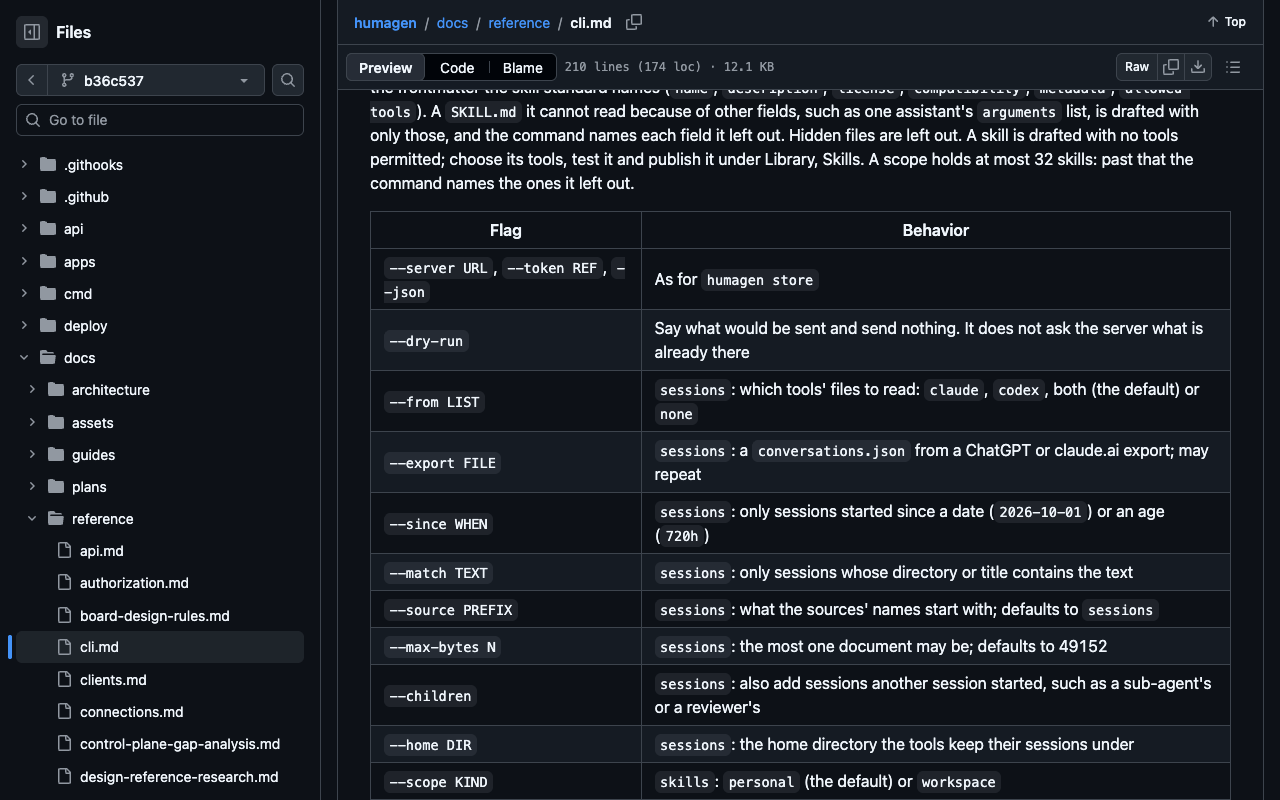 Files
b36c537
Go to file
.githooks
.github
api
apps
cmd
deploy
docs
architecture
assets
guides
plans
reference
api.md
authorization.md
board-design-rules.md
cli.md
clients.md
connections.md
control-plane-gap-analysis.md
design-reference-research.md
humagen / docs / reference / cli.md
Top
Preview Code Blame 210 lines (174 loc) · 12.1 KB Raw
the frontmatter the skill standard names ( name , description , license , compatibility , metadata , allowed-
tools ). A SKILL.md it cannot read because of other fields, such as one assistant's arguments list, is drafted with
only those, and the command names each field it left out. Hidden files are left out. A skill is drafted with no tools
permitted; choose its tools, test it and publish it under Library, Skills. A scope holds at most 32 skills: past that the
command names the ones it left out.
Flag Behavior
--server URL , --token REF , -
-json
As for humagen store
--dry-run
Say what would be sent and send nothing. It does not ask the server what is
already there
--from LIST
sessions : which tools' files to read: claude , codex , both (the default) or
none
--export FILE
sessions : a conversations.json from a ChatGPT or claude.ai export; may
repeat
--since WHEN
sessions : only sessions started since a date ( 2026-10-01 ) or an age
( 720h )
--match TEXT sessions : only sessions whose directory or title contains the text
--source PREFIX sessions : what the sources' names start with; defaults to sessions
--max-bytes N sessions : the most one document may be; defaults to 49152
--children
sessions : also add sessions another session started, such as a sub-agent's
or a reviewer's
--home DIR sessions : the home directory the tools keep their sessions under
--scope KIND skills : personal (the default) or workspace